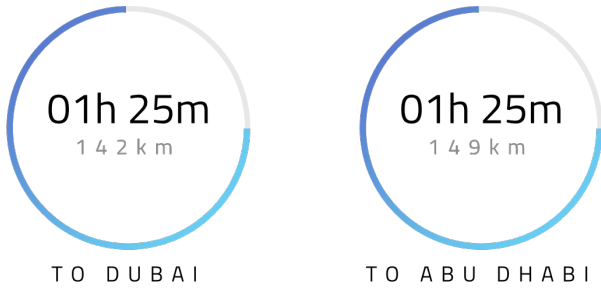 01h 25m
142km
TO DUBAI
01h 25m
149km
TO ABU DHABI